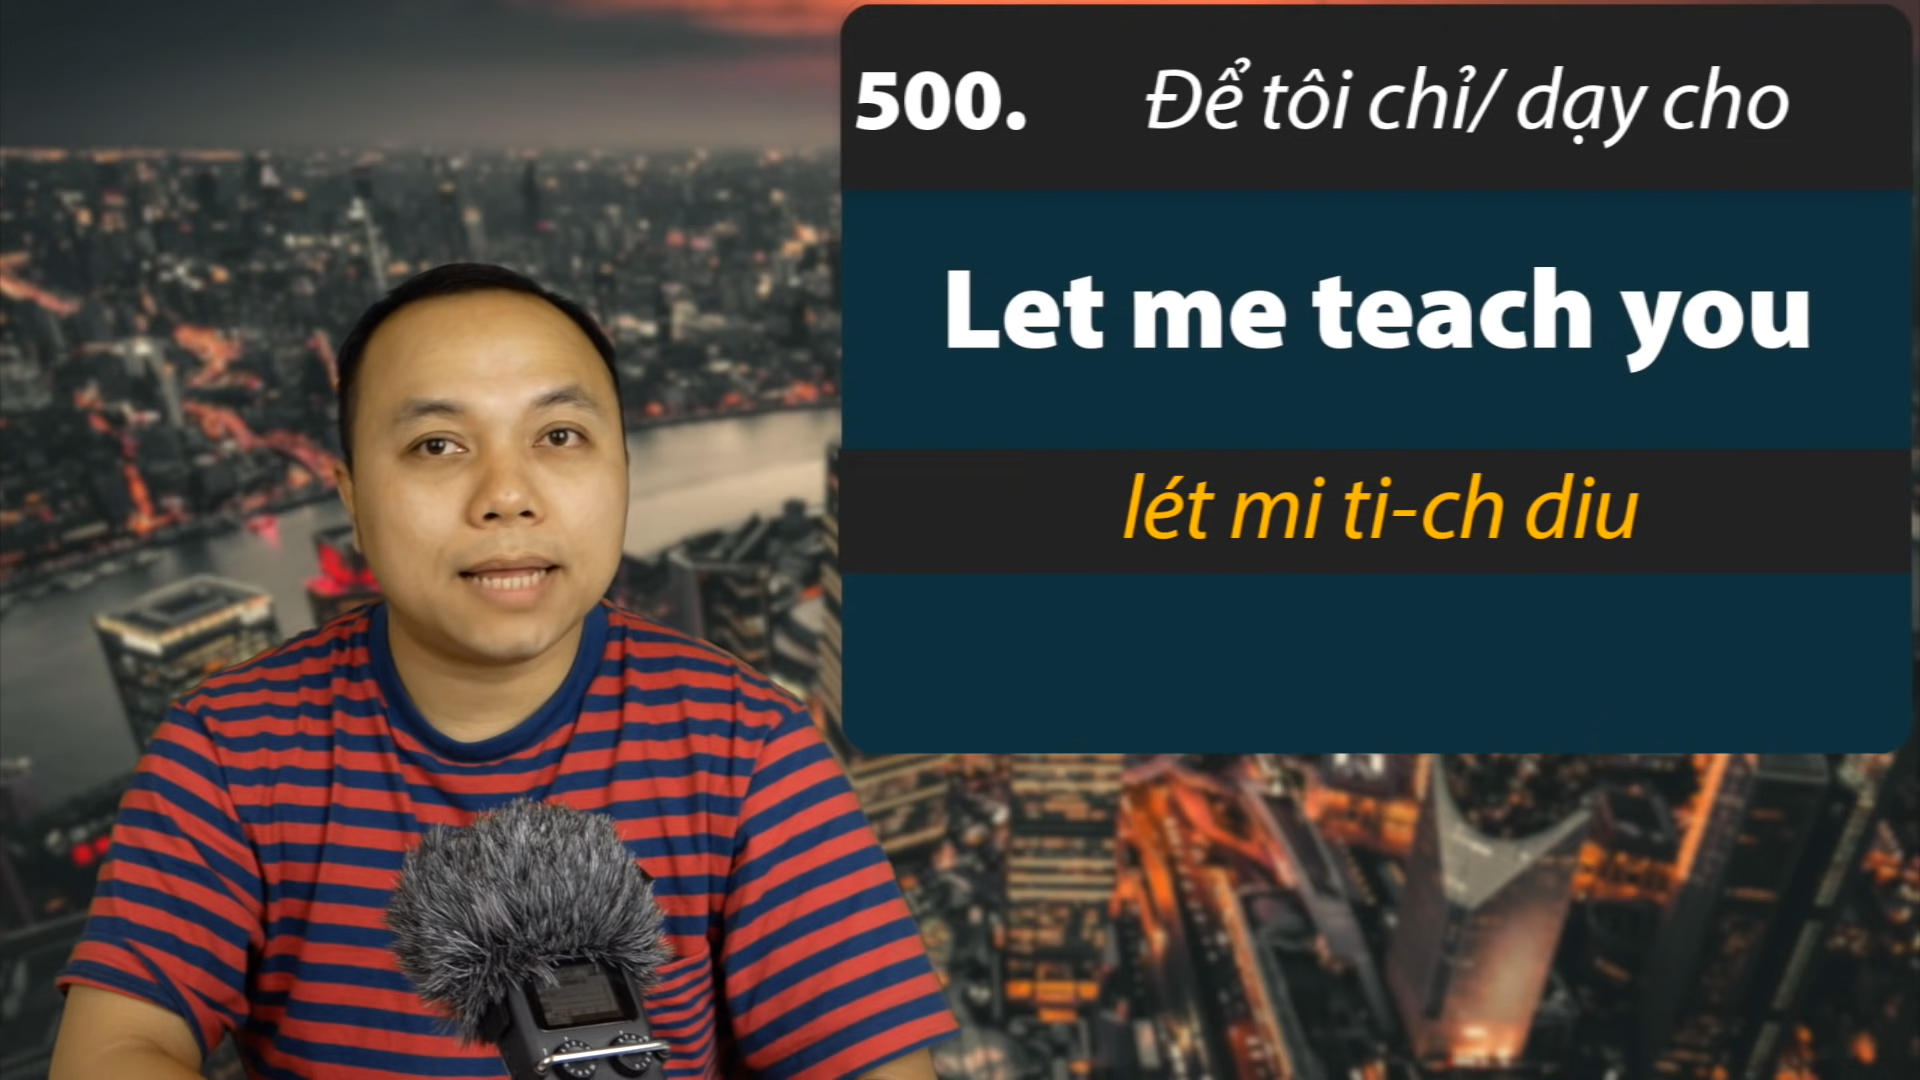 500. Để tôi chỉ/ dạy cho
Let me teach you
lét mi ti-ch diu